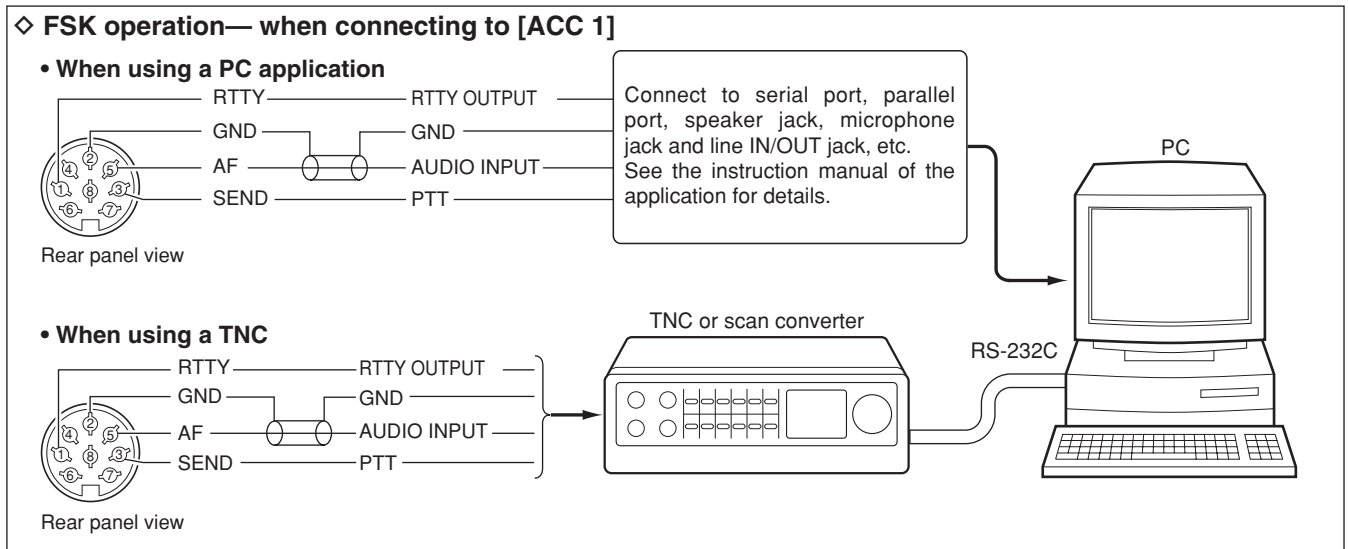 ◇ FSK operation— when connecting to [ACC 1]
• When using a PC application
RTTY RTTY OUTPUT
GND GND
AF AUDIO INPUT
SEND PTT
4 2 5
1 8 3
6 7
Rear panel view
Connect to serial port, parallel
port, speaker jack, microphone
jack and line IN/OUT jack, etc.
See the instruction manual of the
application for details.
PC
• When using a TNC
RTTY RTTY OUTPUT
GND GND
AF AUDIO INPUT
SEND PTT
4 2 5
1 8 3
6 7
Rear panel view
TNC or scan converter
RS-232C